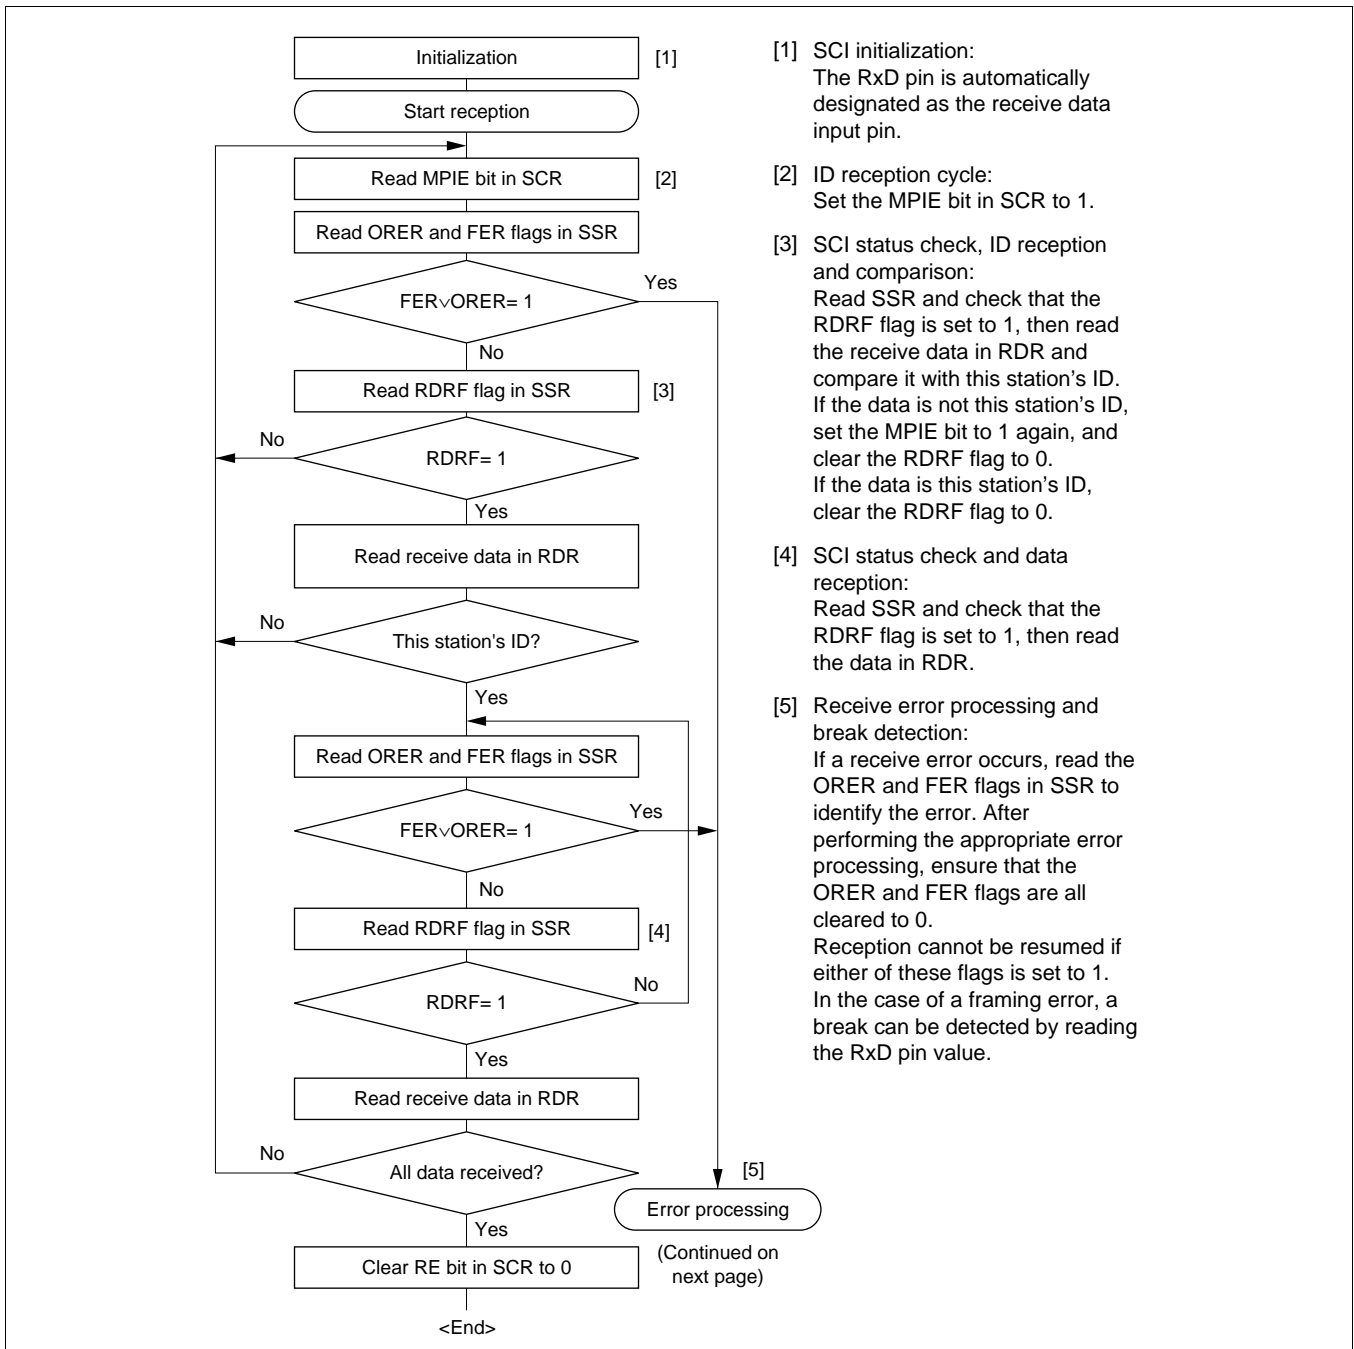 Initialization
[1]
Start reception
Read MPIE bit in SCR
[2]
Read ORER and FER flags in SSR
FER∨ORER= 1
Yes
No
Read RDRF flag in SSR
[3]
RDRF= 1
No
Yes
Read receive data in RDR
This station's ID?
No
Yes
Read ORER and FER flags in SSR
FER∨ORER= 1
Yes
No
Read RDRF flag in SSR
[4]
RDRF= 1
No
Yes
Read receive data in RDR
All data received?
No
Yes
Clear RE bit in SCR to 0
<End>
[5]
Error processing
(Continued on
next page)
[1] SCI initialization:
The RxD pin is automatically
designated as the receive data
input pin.
[2] ID reception cycle:
Set the MPIE bit in SCR to 1.
[3] SCI status check, ID reception
and comparison:
Read SSR and check that the
RDRF flag is set to 1, then read
the receive data in RDR and
compare it with this station's ID.
If the data is not this station's ID,
set the MPIE bit to 1 again, and
clear the RDRF flag to 0.
If the data is this station's ID,
clear the RDRF flag to 0.
[4] SCI status check and data
reception:
Read SSR and check that the
RDRF flag is set to 1, then read
the data in RDR.
[5] Receive error processing and
break detection:
If a receive error occurs, read the
ORER and FER flags in SSR to
identify the error. After
performing the appropriate error
processing, ensure that the
ORER and FER flags are all
cleared to 0.
Reception cannot be resumed if
either of these flags is set to 1.
In the case of a framing error, a
break can be detected by reading
the RxD pin value.